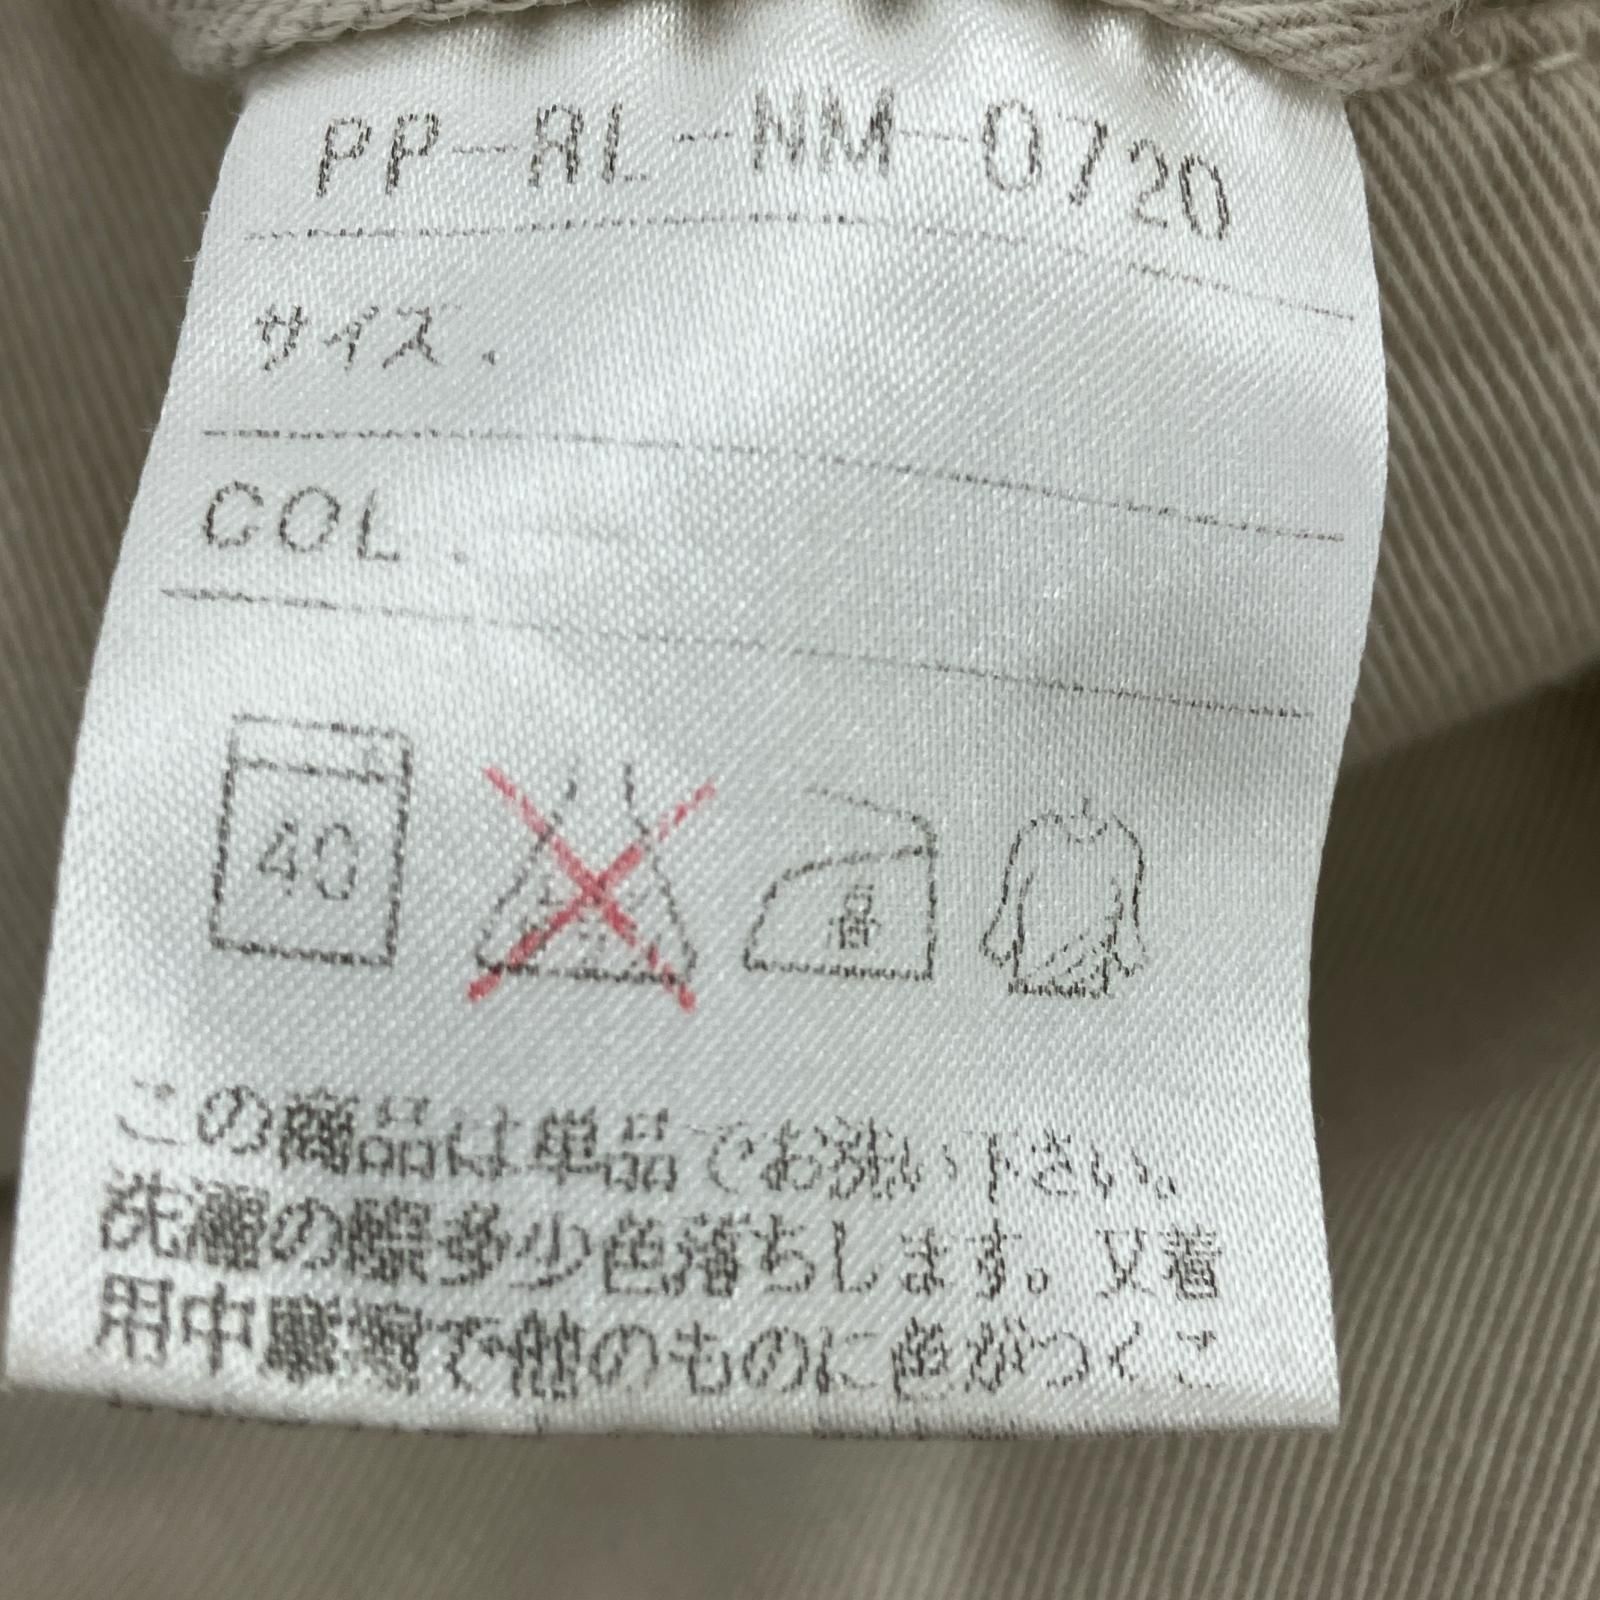 PP-AL-NM-0720
サイズ.
COL.
40
高
この商品は単品でお洗い下さい。
洗濯の際多少色落ちします。又着
用中摩擦で他のものに色がつくこ